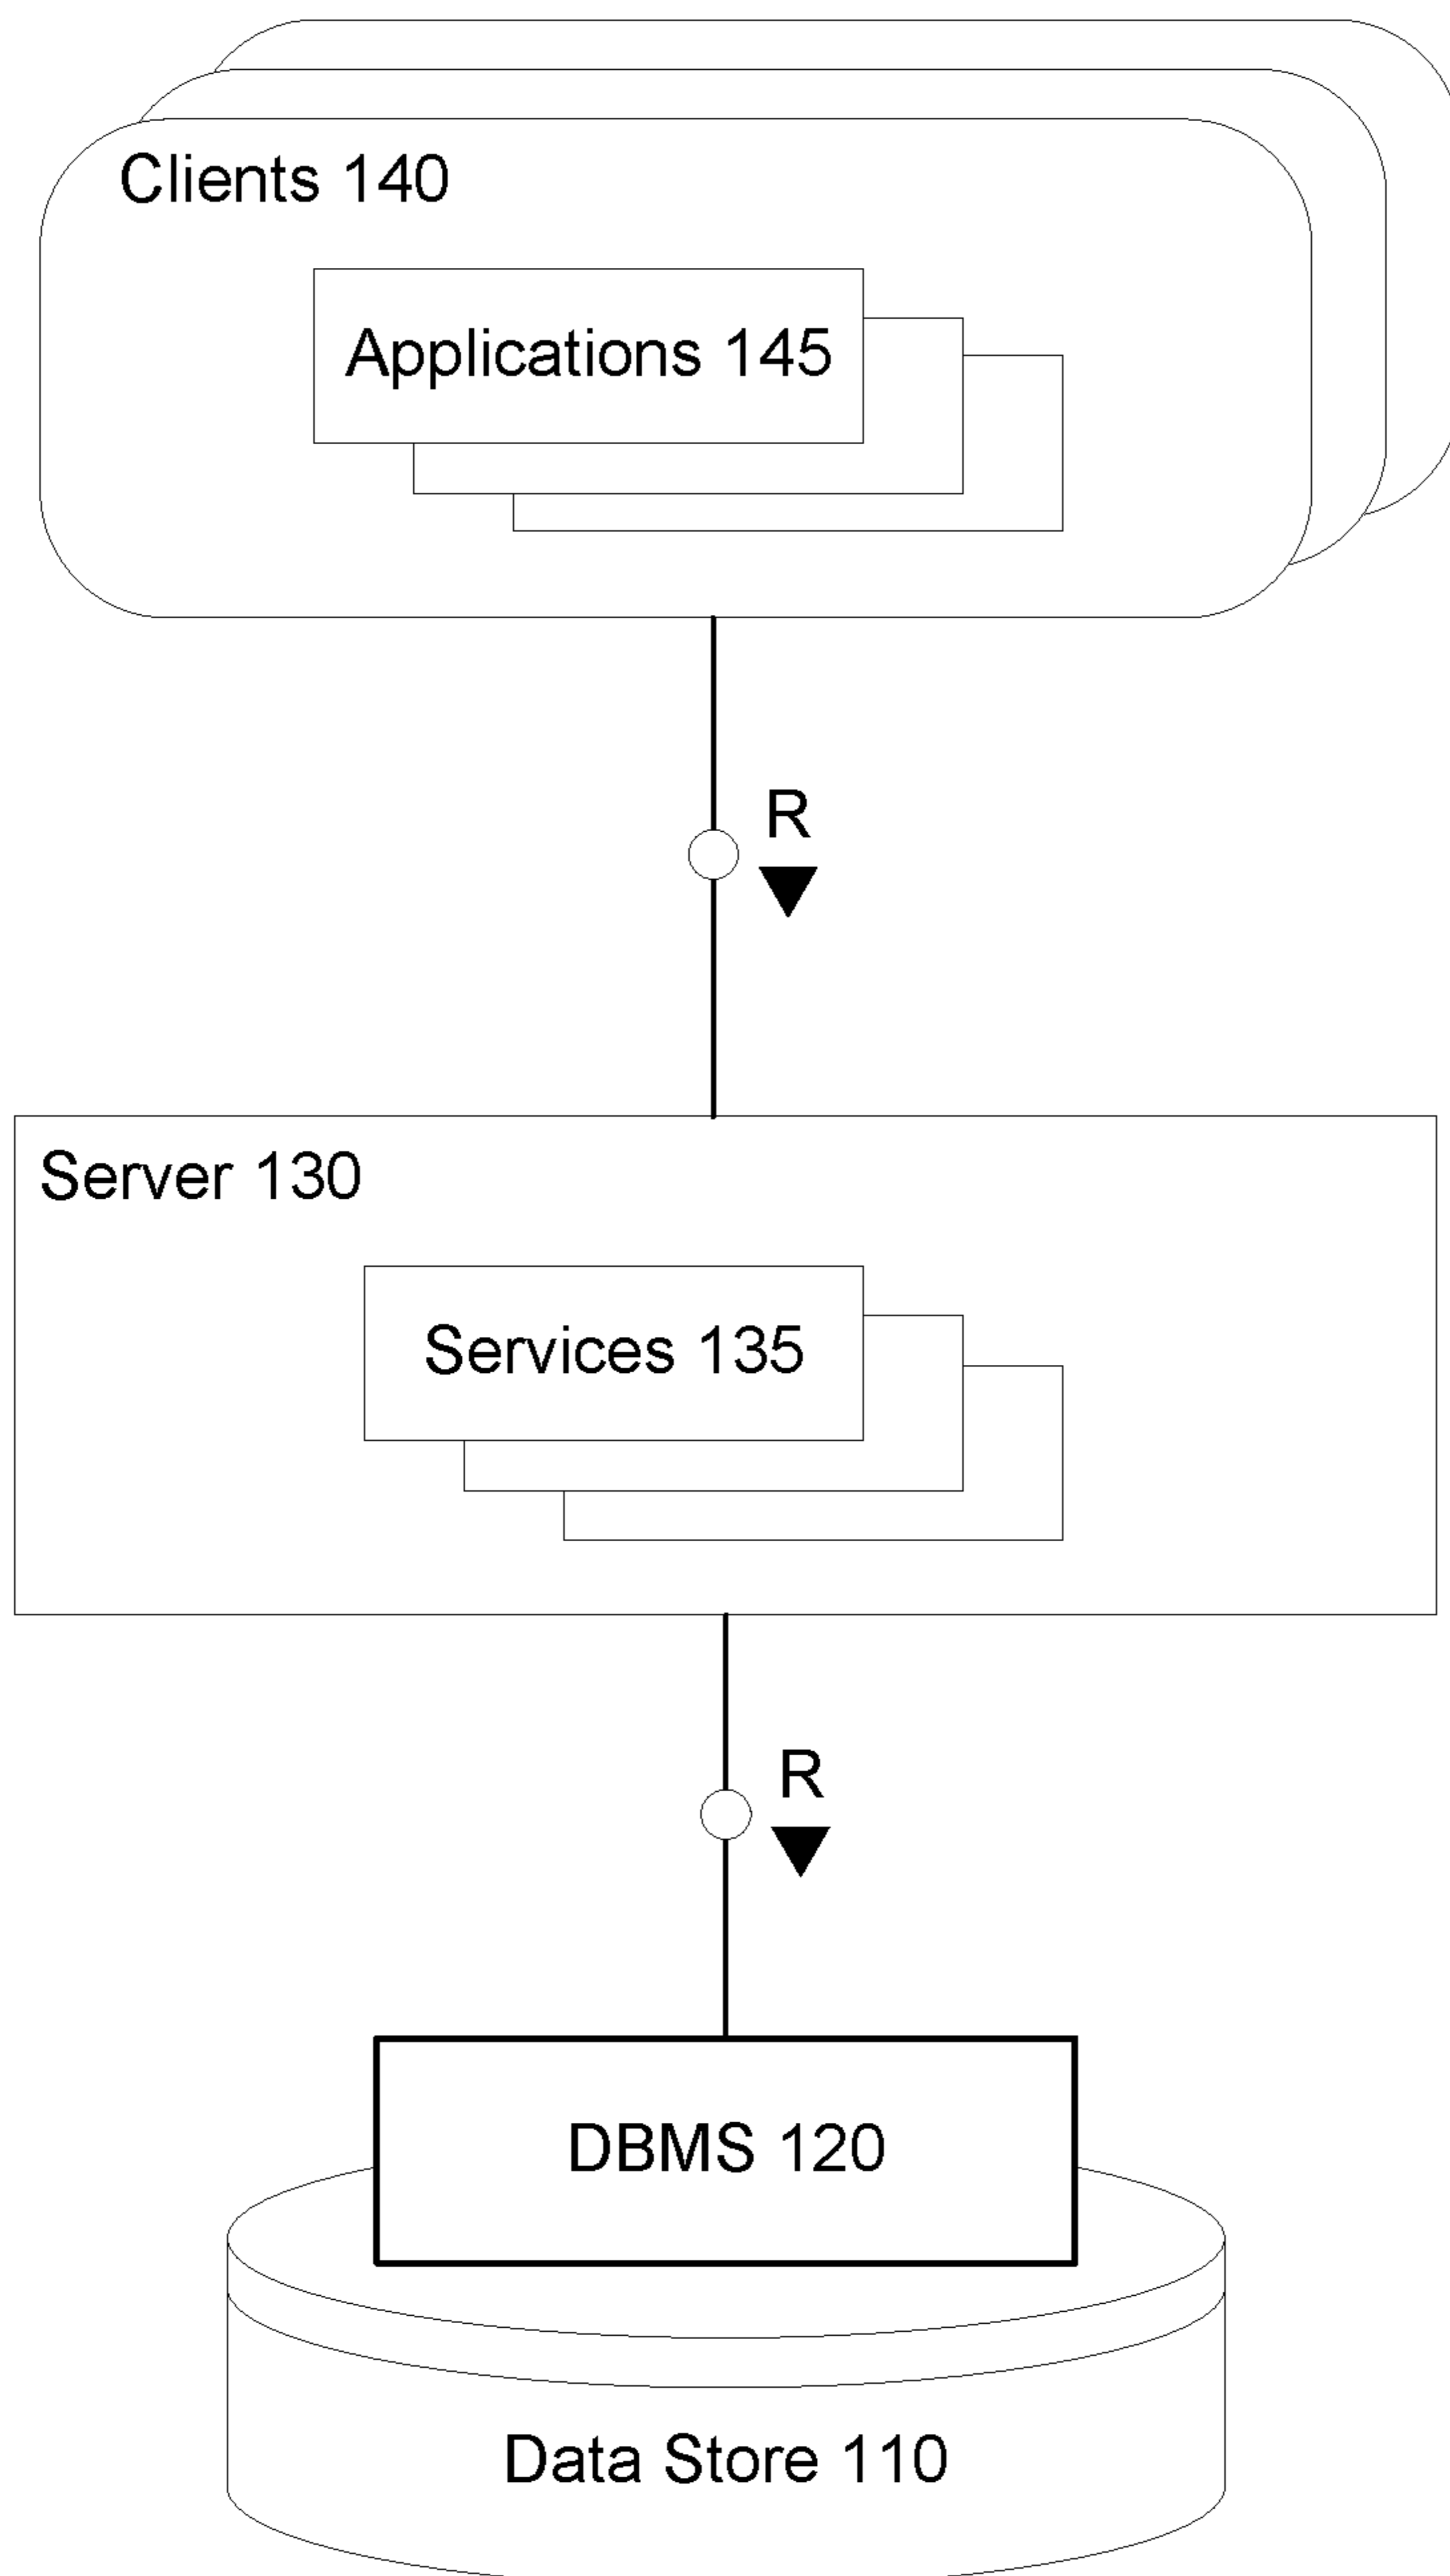 Clients 140
Applications 145
R
Server 130
Services 135
R
DBMS 120
Data Store 110